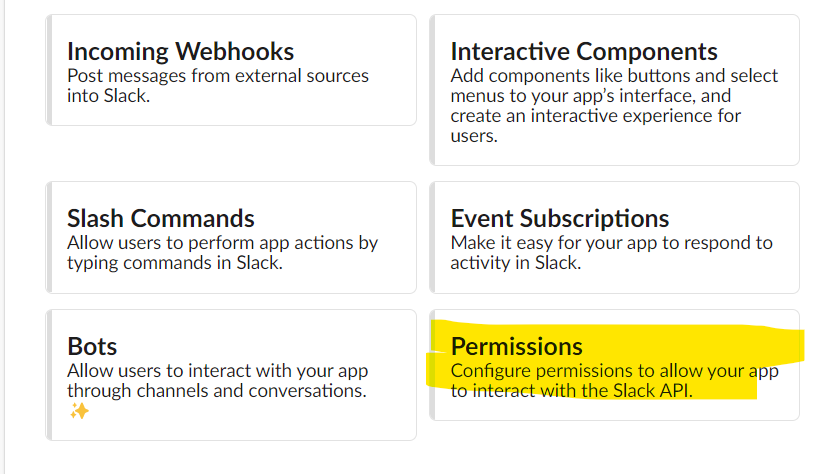 Incoming Webhooks
Post messages from external sources
into Slack.
Interactive Components
Add components like buttons and select
menus to your app’s interface, and
create an interactive experience for
users.
Slash Commands
Allow users to perform app actions by
typing commands in Slack.
Event Subscriptions
Make it easy for your app to respond to
activity in Slack.
Bots
Allow users to interact with your app
through channels and conversations.
✨
Permissions
Configure permissions to allow your app
to interact with the Slack API.